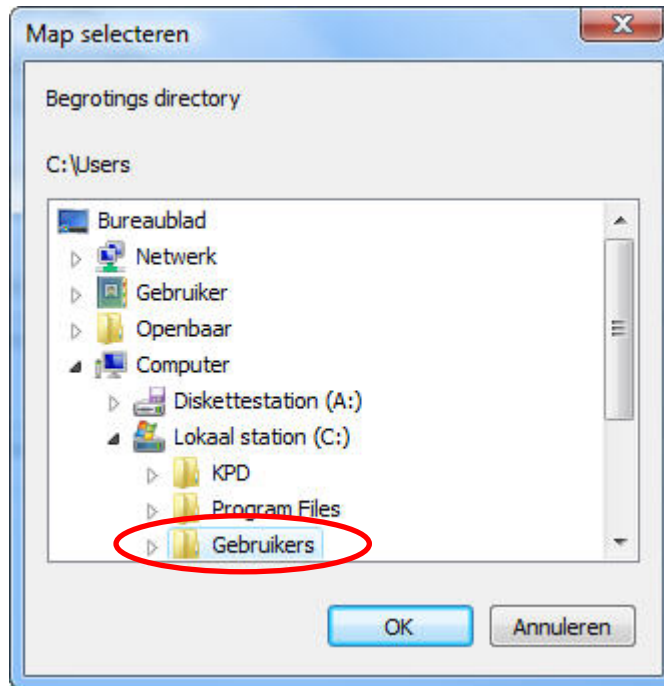 Map selecteren
Begrotings directory
C:\Users
Bureaublad
Netwerk
Gebruiker
Openbaar
Computer
Diskettestation (A:)
Lokaal station (C:)
KPD
Program Files
Gebruikers
OK
Annuleren